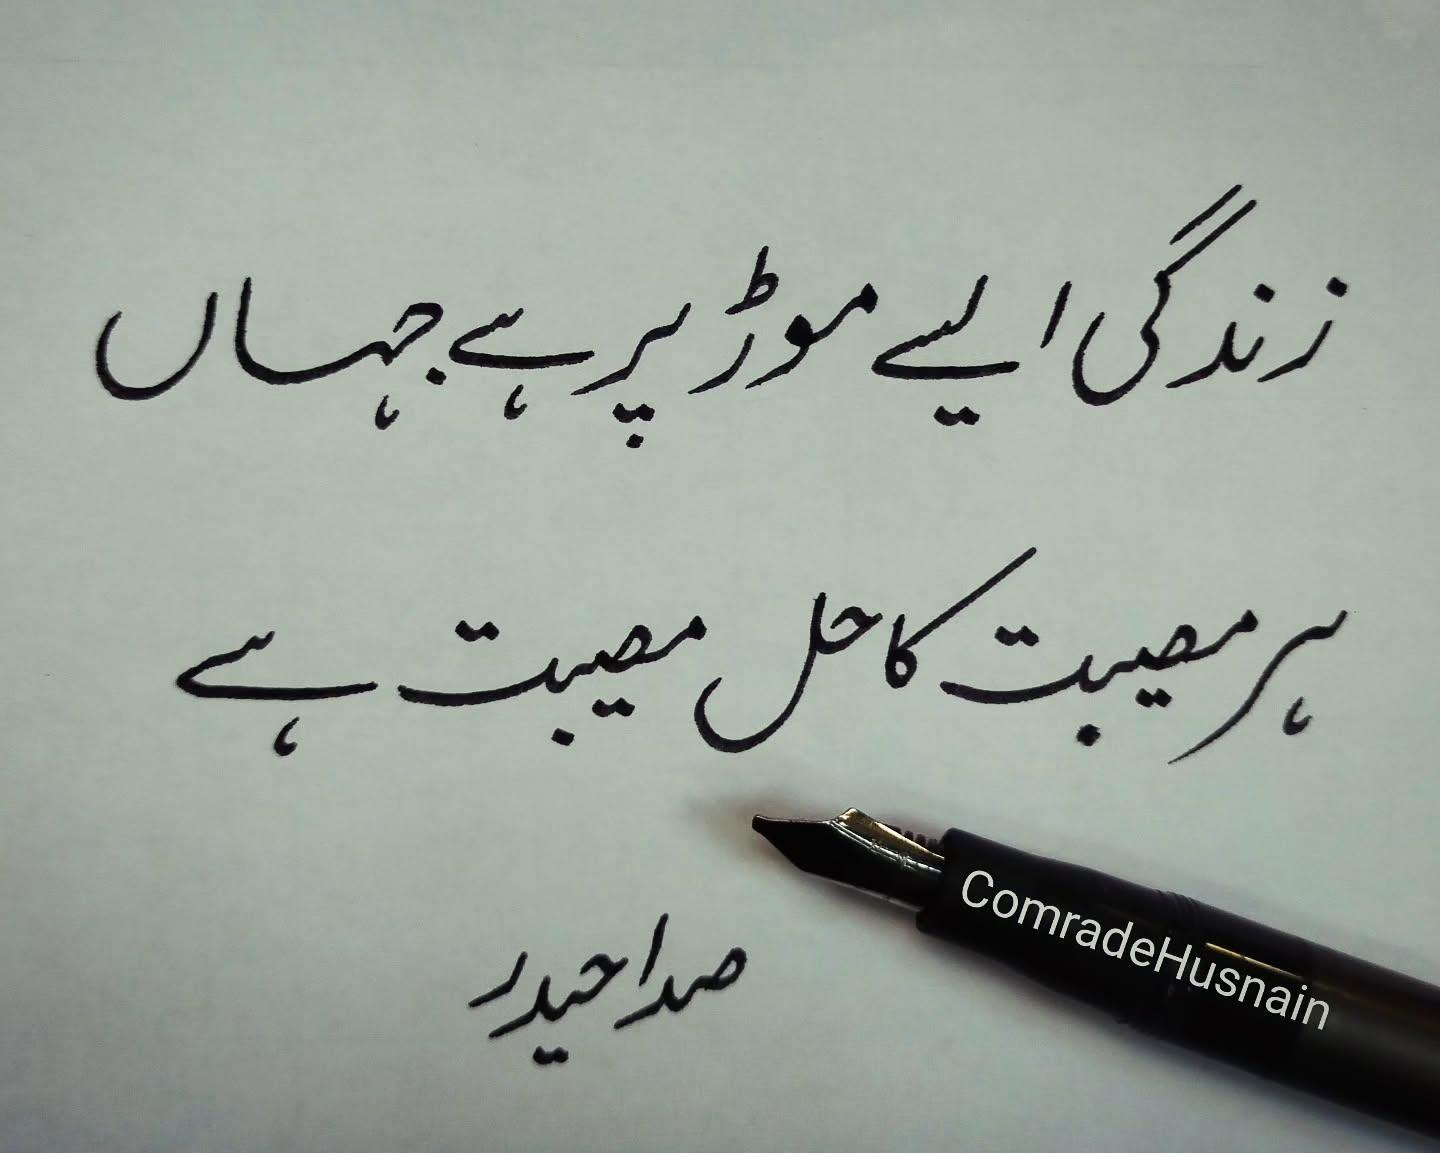 زندگی ایسے موڑ پر ہے جہاں
ہر مصیبت کا حل مصیبت ہے
صدا حیدر
ComradeHusnain